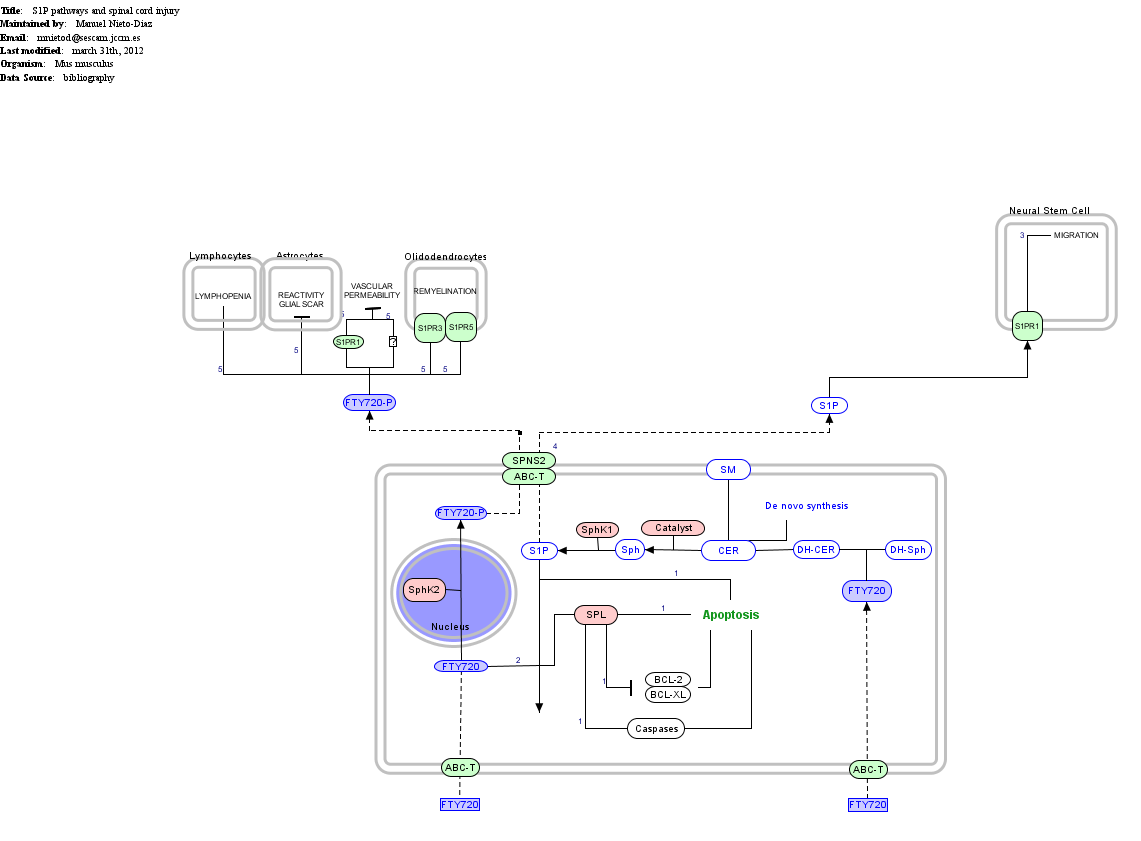 Title: S1P pathways and spinal cord injury
Maintained by: Manuel Nieto-Diaz
Email: mnietod@sescam.jccm.es
Last modified: march 31th, 2012
Organism: Mus musculus
Data Source: bibliography
Neural Stem Cell
3 MIGRATION
S1PR1
Lymphocytes Astrocytes Olidodendrocytes
LYMPHOPENIA
REACTIVITY
GLIAL SCAR
VASCULAR
PERMEABILITY
REMYELINATION
5 5
S1PR3 S1PR5
S1PR1 ?
5
5 5 5
FTY720-P
S1P
4
SPNS2
ABC-T
SM
De novo synthesis
FTY720-P
SphK1 Catalyst
S1P Sph CER DH-CER DH-Sph
1
SphK2
FTY720
SPL 1 Apoptosis
Nucleus
FTY720 2
1 BCL-2
BCL-XL
1 Caspases
ABC-T ABC-T
FTY720 FTY720